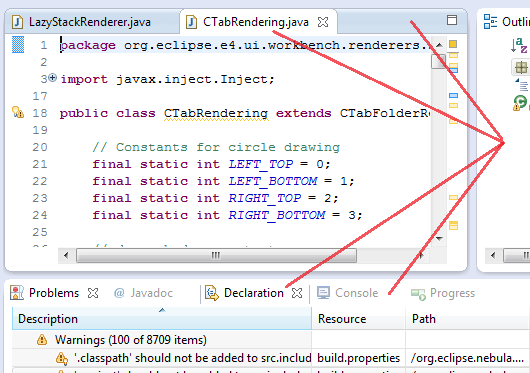 LazyStackRenderer.java CTabRendering.java Outlin
1 package org.eclipse.e4.ui.workbench.renderers.
2
3 import javax.inject.Inject;
17
18 public class CTabRendering extends CTabFolderRe
19
20 // Constants for circle drawing
21 final static int LEFT_TOP = 0;
22 final static int LEFT_BOTTOM = 1;
23 final static int RIGHT_TOP = 2;
24 final static int RIGHT_BOTTOM = 3;
25
Problems @ Javadoc Declaration Console Progress
Description Resource Path
Warnings (100 of 8709 items)
'.classpath' should not be added to src.includ build.properties /org.eclipse.nebula....